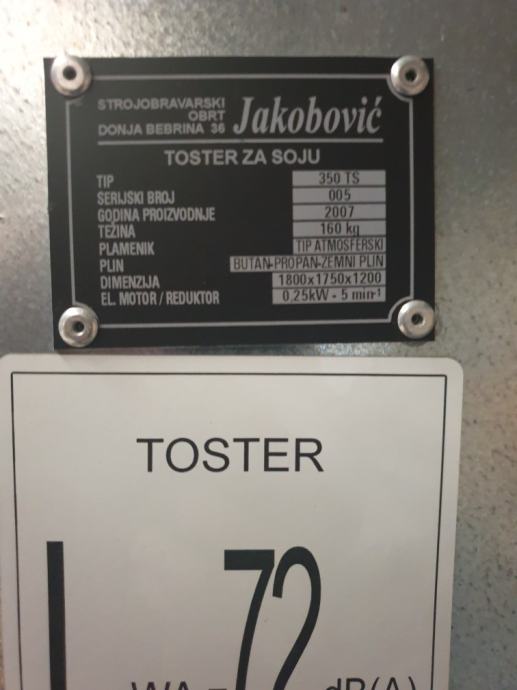 STROJOBRAVARSKI
OBRT
DONJA BEBRINA 36 Jakobović
TOSTER ZA SOJU
TIP 350 TS
SERIJSKI BROJ 005
GODINA PROIZVODNJE 2007
TEŽINA 160 kg
PLAMENIK TIP ATMOSFERSKI
PLIN BUTAN-PROPAN-ZEMNI PLIN
DIMENZIJA 1800x1750x1200
EL. MOTOR / REDUKTOR 0.25kW - 5 min⁻¹
TOSTER
L WA = 72 dB(A)